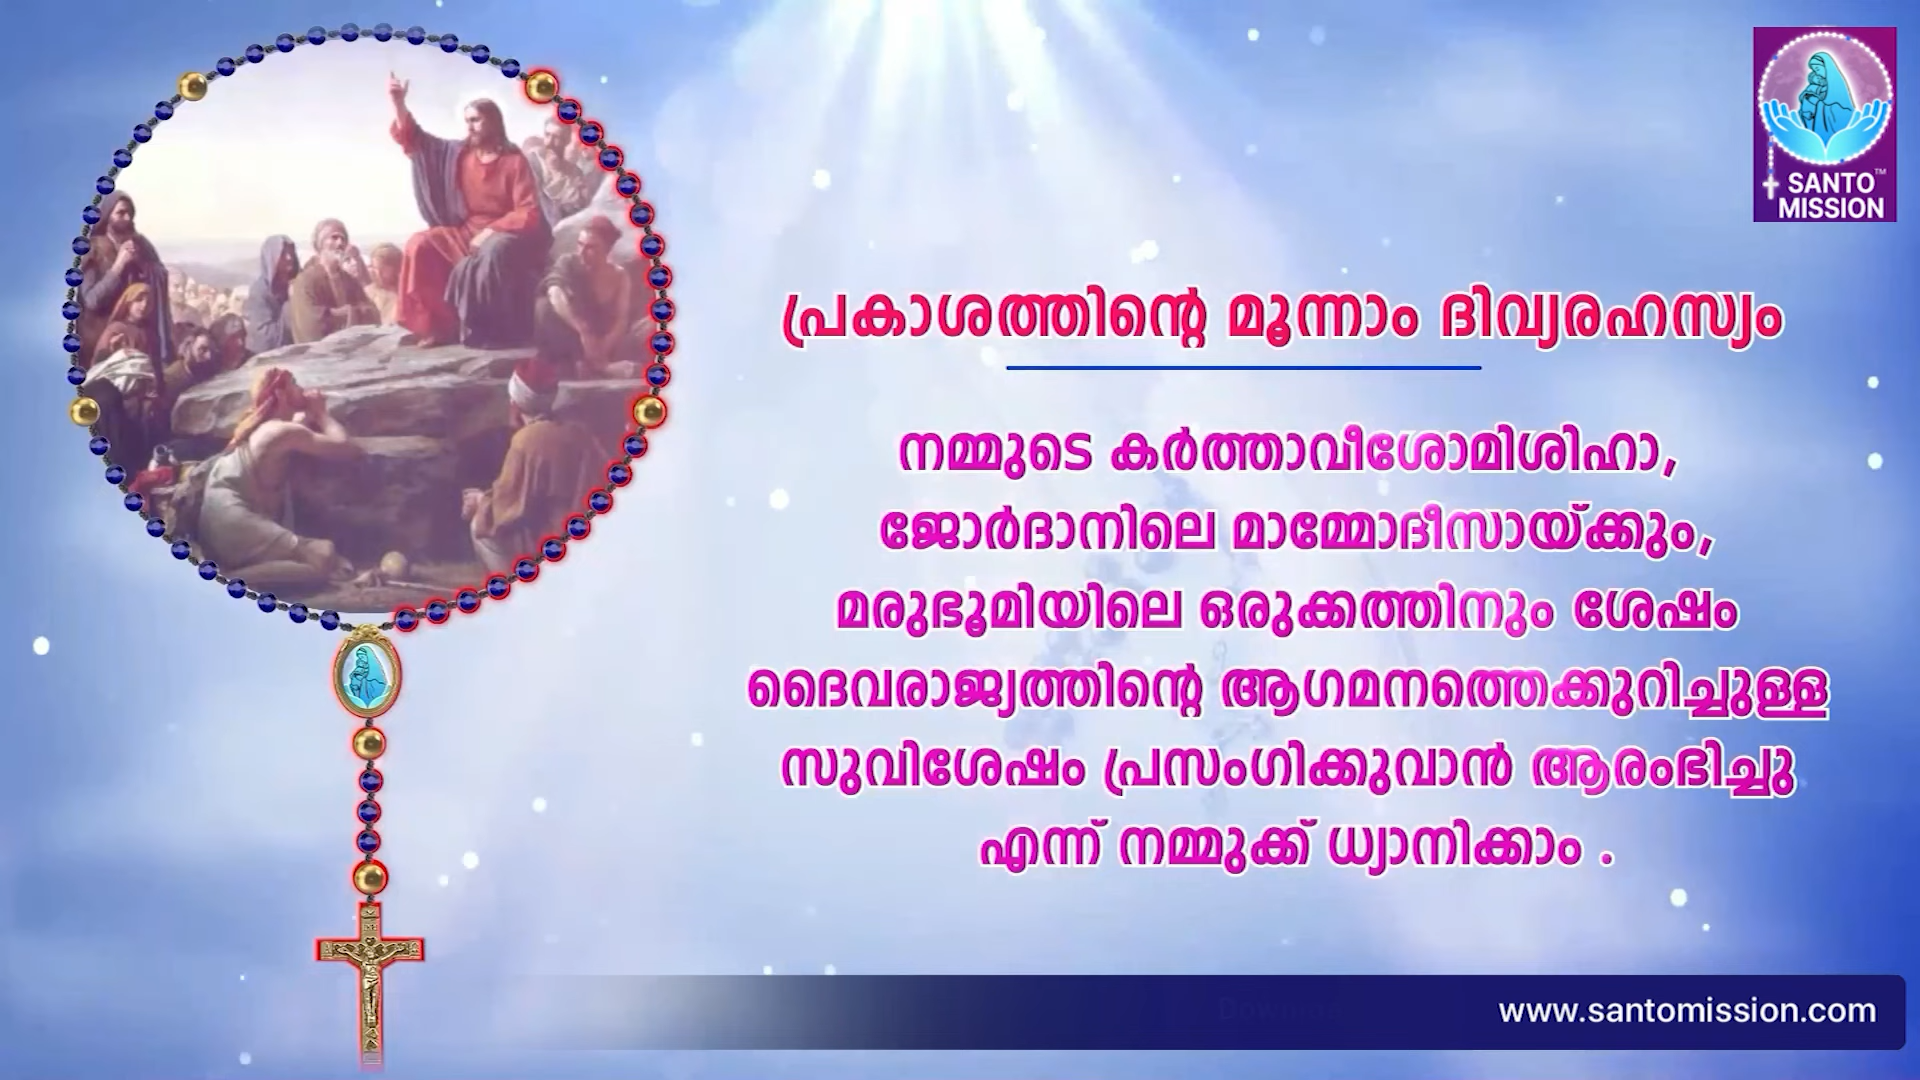 SANTO™
MISSION
പ്രകാശത്തിന്റെ മൂന്നാം ദിവ്യരഹസ്യം
നമ്മുടെ കർത്താവീശോമിശിഹാ,
ജോർദാനിലെ മാമ്മോദീസായ്ക്കും,
മരുഭൂമിയിലെ ഒരുക്കത്തിനും ശേഷം
ദൈവരാജ്യത്തിന്റെ ആഗമനത്തെക്കുറിച്ചുള്ള
സുവിശേഷം പ്രസംഗിക്കുവാൻ ആരംഭിച്ചു
എന്ന് നമ്മുക്ക് ധ്യാനിക്കാം .
www.santomission.com